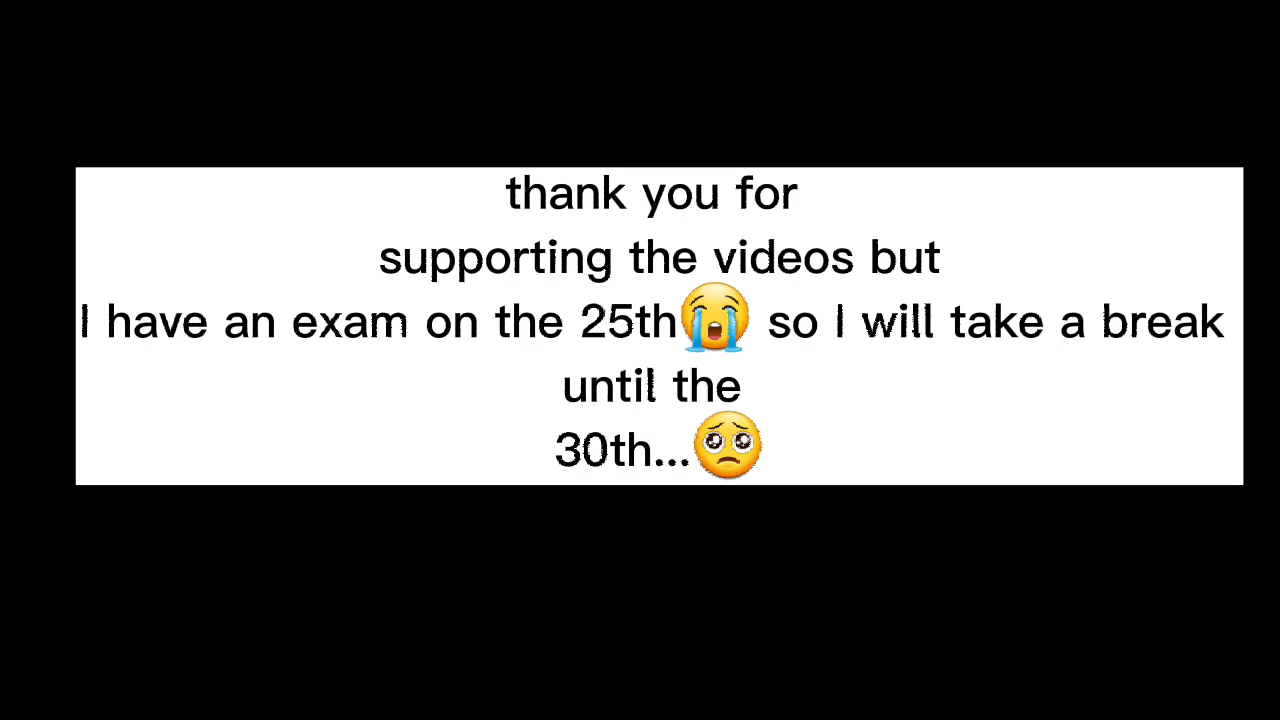 thank you for
supporting the videos but
I have an exam on the 25th😭 so I will take a break
until the
30th...🥺